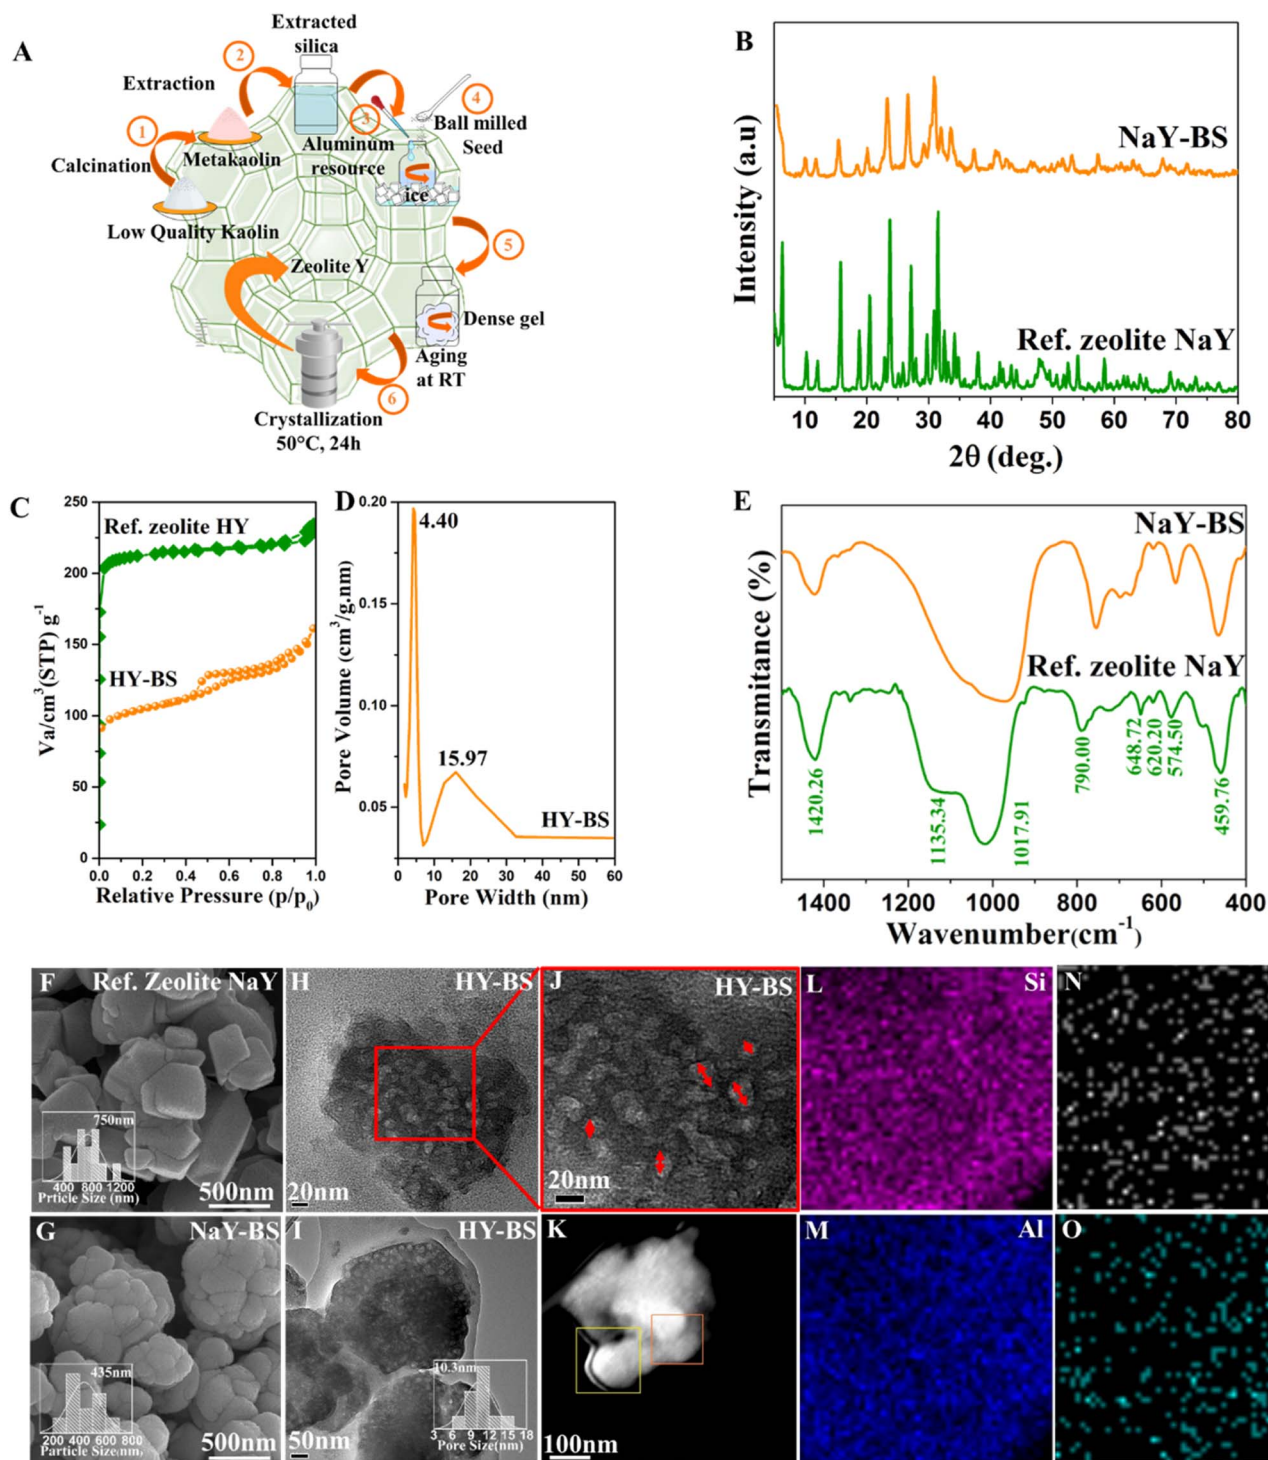 A
Extracted
silica
2
Extraction
3
4
Ball milled
Seed
1
Calcination
Metakaolin
Aluminum
resource
ice
Low Quality Kaolin
5
Zeolite Y
Dense gel
Aging
at RT
6
Crystallization
50°C, 24h
B
NaY-BS
Ref. zeolite NaY
Intensity (a.u)
10 20 30 40 50 60 70 80
2θ (deg.)
C
250
200
150
100
50
0
Ref. zeolite HY
HY-BS
Va/cm³(STP) g⁻¹
0.0 0.2 0.4 0.6 0.8 1.0
Relative Pressure (p/p₀)
D
0.20
0.15
0.10
0.05
4.40
15.97
HY-BS
Pore Volume (cm³/g.nm)
0 10 20 30 40 50 60
Pore Width (nm)
E
NaY-BS
Ref. zeolite NaY
Transmitance (%)
1420.26
1135.34
1017.91
790.00
648.72
620.20
574.50
459.76
1400 1200 1000 800 600 400
Wavenumber(cm⁻¹)
F
Ref. Zeolite NaY
750nm
400 800 1200
Prticle Size (nm)
500nm
H
HY-BS
20nm
J
HY-BS
20nm
L
Si
N
G
NaY-BS
435nm
200 400 600 800
Particle Size(nm)
500nm
I
HY-BS
10.3nm
3 6 9 12 15 18
Pore Size(nm)
50nm
K
100nm
M
Al
O